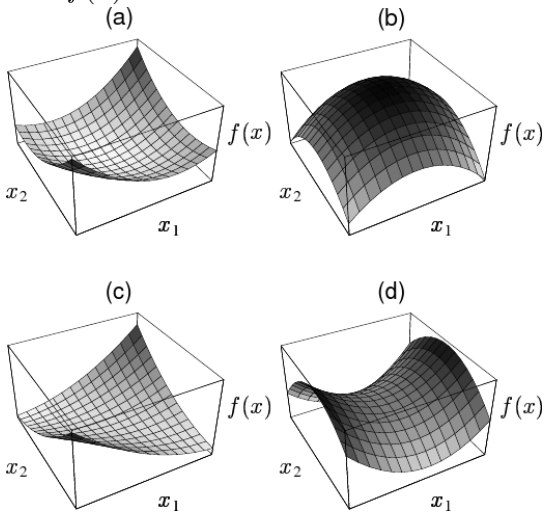 (a) (b)
f(x) f(x)
x₂ x₂
x₁ x₁
(c) (d)
f(x) f(x)
x₂ x₂
x₁ x₁